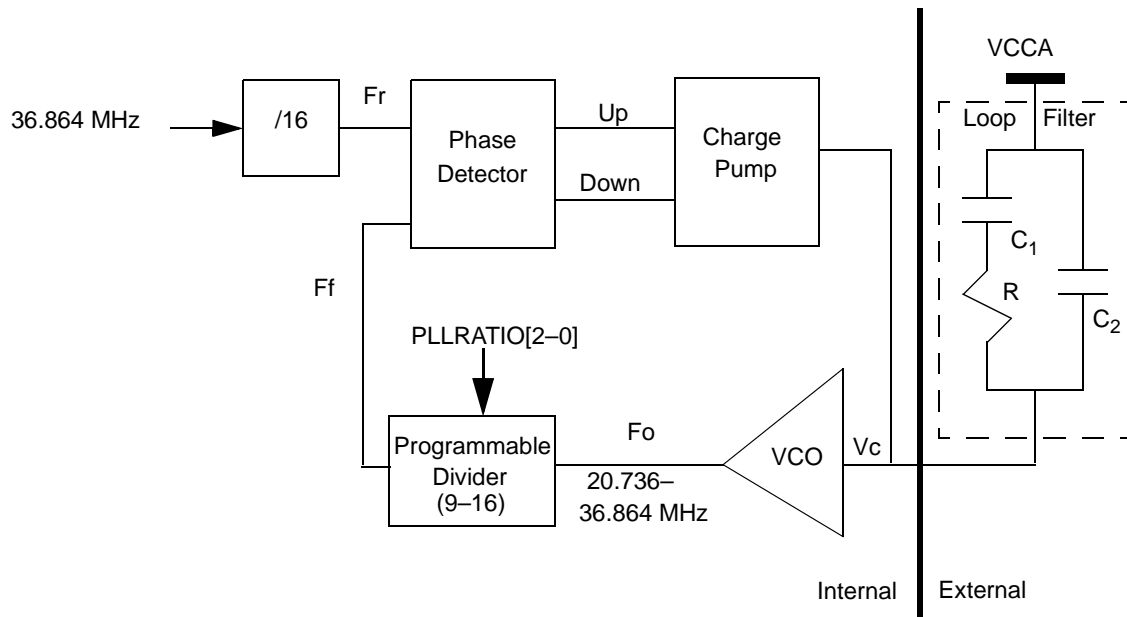 VCCA
36.864 MHz
/16
Fr
Phase
Detector
Up
Down
Charge
Pump
Loop Filter
C1
R
C2
Ff
PLLRATIO[2–0]
Programmable
Divider
(9–16)
Fo
20.736–
36.864 MHz
VCO
Vc
Internal
External